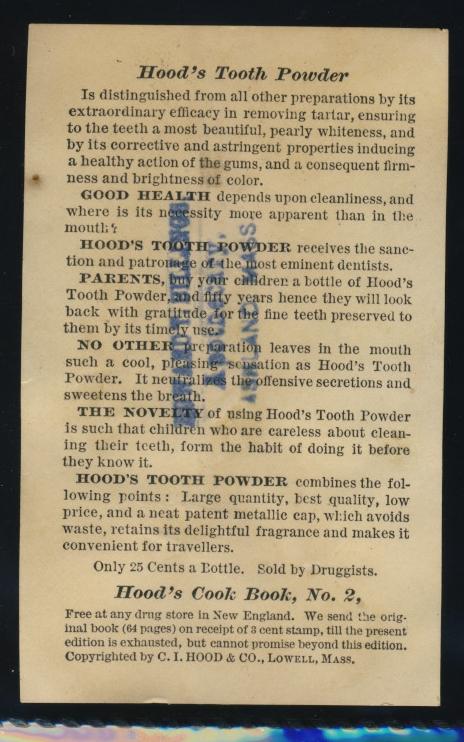 Hood's Tooth Powder
Is distinguished from all other preparations by its
extraordinary efficacy in removing tartar, ensuring
to the teeth a most beautiful, pearly whiteness, and
by its corrective and astringent properties inducing
a healthy action of the gums, and a consequent firm-
ness and brightness of color.
GOOD HEALTH depends upon cleanliness, and
where is its necessity more apparent than in the
mouth?
HOOD'S TOOTH POWDER receives the sanc-
tion and patronage of the most eminent dentists.
PARENTS, buy your children a bottle of Hood's
Tooth Powder, and fifty years hence they will look
back with gratitude for the fine teeth preserved to
them by its timely use.
NO OTHER preparation leaves in the mouth
such a cool, pleasing sensation as Hood's Tooth
Powder. It neutralizes the offensive secretions and
sweetens the breath.
THE NOVELTY of using Hood's Tooth Powder
is such that children who are careless about clean-
ing their teeth, form the habit of doing it before
they know it.
HOOD'S TOOTH POWDER combines the fol-
lowing points: Large quantity, best quality, low
price, and a neat patent metallic cap, which avoids
waste, retains its delightful fragrance and makes it
convenient for travellers.
Only 25 Cents a Bottle. Sold by Druggists.
Hood's Cook Book, No. 2,
Free at any drug store in New England. We send the orig-
inal book (64 pages) on receipt of 3 cent stamp, till the present
edition is exhausted, but cannot promise beyond this edition.
Copyrighted by C. I. HOOD & CO., LOWELL, MASS.
ASHLAND MASS